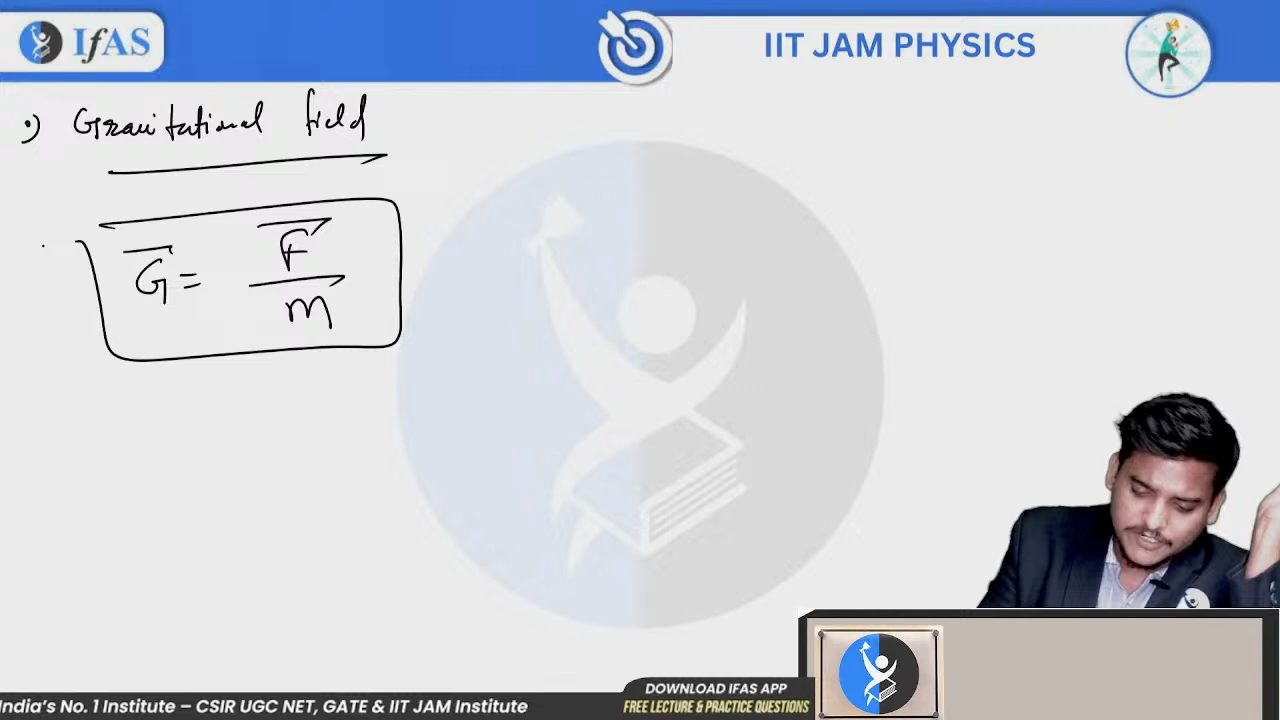 IfAS
IIT JAM PHYSICS
•) Gravitational field
G = F
m
DOWNLOAD IFAS APP
FREE LECTURE & PRACTICE QUESTIONS
India's No. 1 Institute – CSIR UGC NET, GATE & IIT JAM Institute